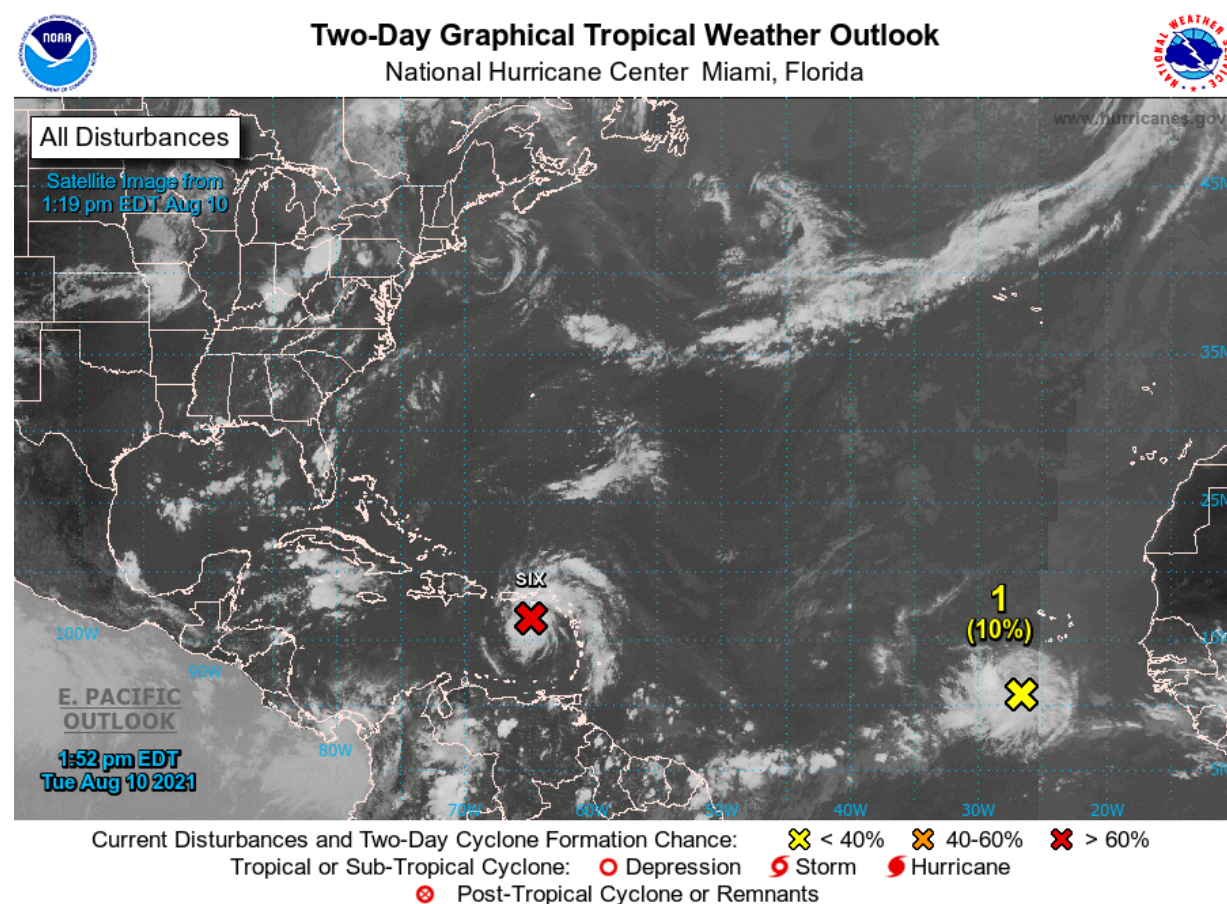 NOAA
Two-Day Graphical Tropical Weather Outlook
National Hurricane Center Miami, Florida
All Disturbances
www.hurricanes.gov
Satellite Image from
1:19 pm EDT Aug 10
45N
35N
25N
SIX
1
(10%)
100W
10N
90W
E. PACIFIC
OUTLOOK
80W
1:52 pm EDT
Tue Aug 10 2021
5N
70W 60W 50W 40W 30W 20W
Current Disturbances and Two-Day Cyclone Formation Chance: < 40% 40-60% > 60%
Tropical or Sub-Tropical Cyclone: Depression Storm Hurricane
Post-Tropical Cyclone or Remnants